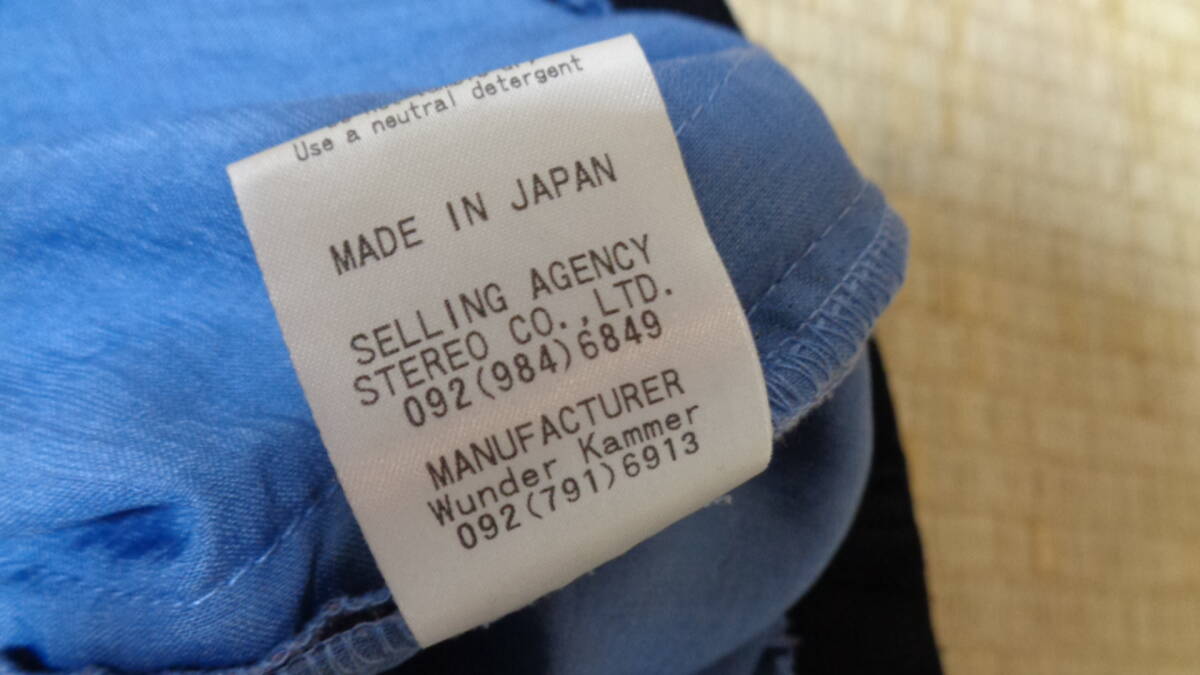 Use a neutral detergent
MADE IN JAPAN
SELLING AGENCY
STEREO CO.,LTD.
092(984)6849
MANUFACTURER
Wunder Kammer
092(791)6913